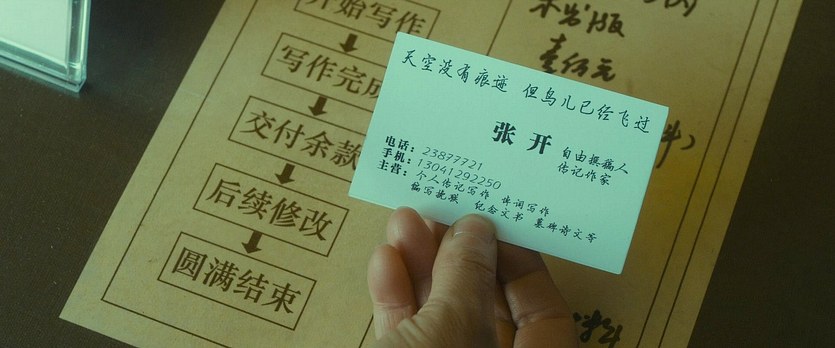 开始写作
写作完成
交付余款
后续修改
圆满结束
天空没有痕迹 但鸟儿已经飞过
张 开
自由撰稿人
传记作家
电话：23877721
手机：13041292250
主营：个人传记写作 体词写作
编写
纪念文书 墓碑诗文等